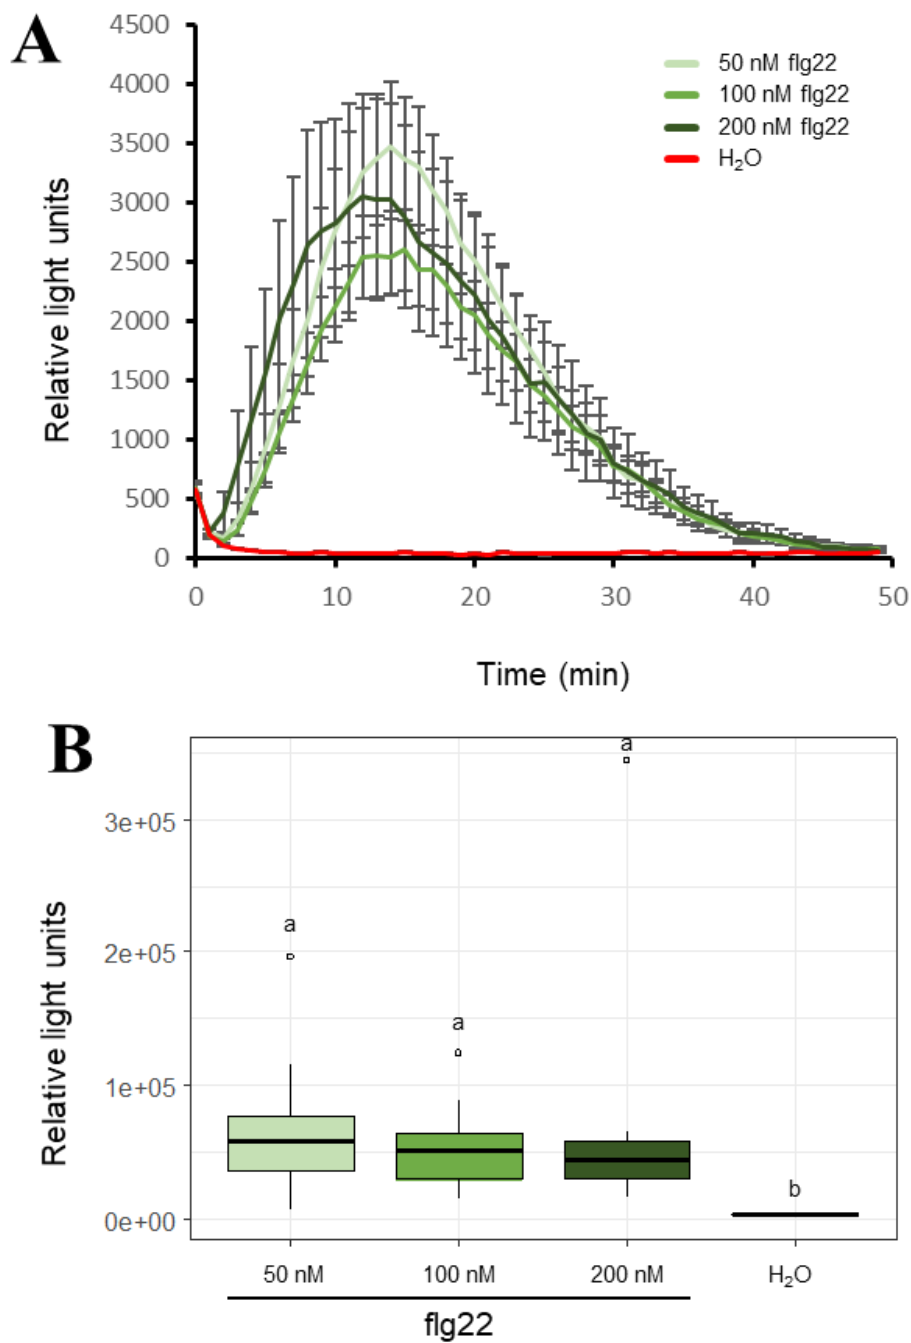 A
4500
4000
3500
3000
2500
2000
1500
1000
500
0
Relative light units
50 nM flg22
100 nM flg22
200 nM flg22
H₂O
0 10 20 30 40 50
Time (min)
B
3e+05
2e+05
1e+05
0e+00
Relative light units
a
a
a
b
50 nM 100 nM 200 nM H₂O
flg22